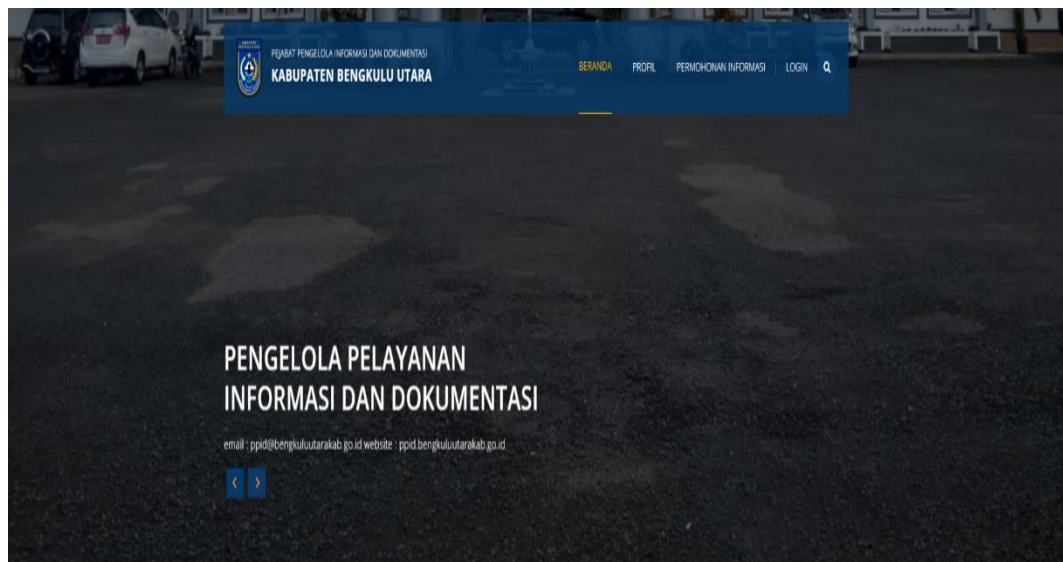 PEJABAT PENGELOLA INFORMASI DAN DOKUMENTASI
KABUPATEN BENGKULU UTARA
BERANDA PROFIL PERMOHONAN INFORMASI LOGIN
PENGELOLA PELAYANAN
INFORMASI DAN DOKUMENTASI
email : ppid@bengkuluutarakab.go.id website : ppid.bengkuluutarakab.go.id